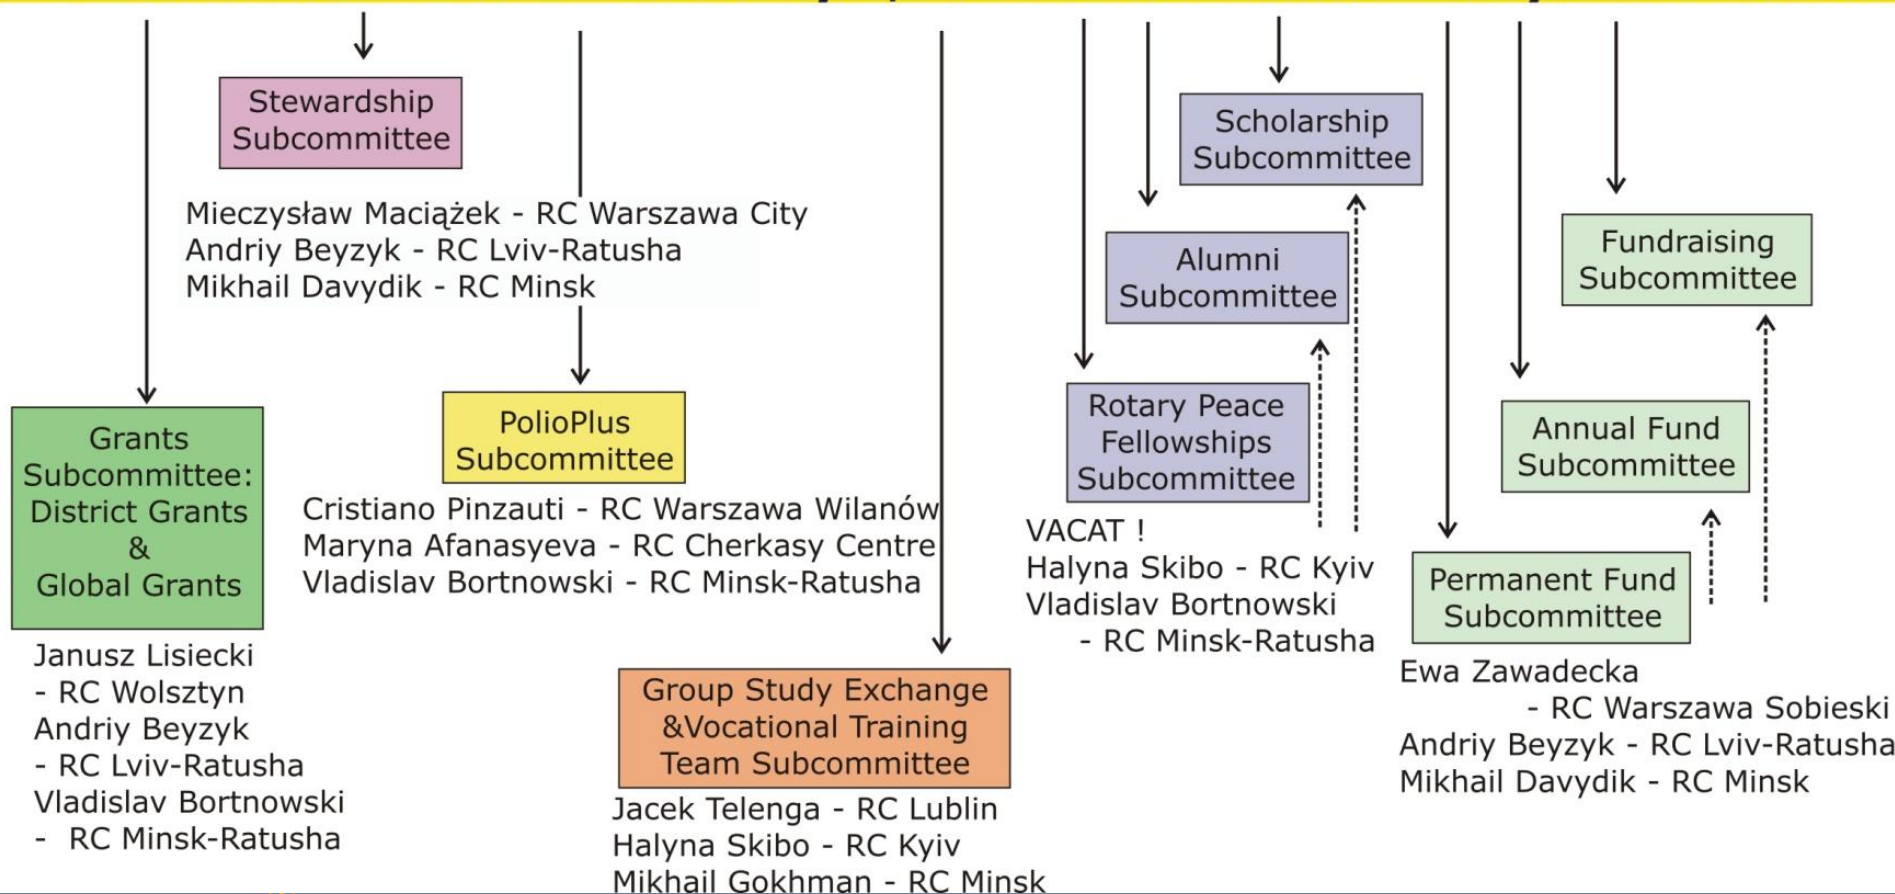 Stewardship
Subcommittee
Mieczysław Maciążek - RC Warszawa City
Andriy Beyzyk - RC Lviv-Ratusha
Mikhail Davydik - RC Minsk
Grants
Subcommittee:
District Grants
&
Global Grants
Janusz Lisiecki
- RC Wolsztyn
Andriy Beyzyk
- RC Lviv-Ratusha
Vladislav Bortnowski
- RC Minsk-Ratusha
PolioPlus
Subcommittee
Cristiano Pinzauti - RC Warszawa Wilanów
Maryna Afanasyeva - RC Cherkasy Centre
Vladislav Bortnowski - RC Minsk-Ratusha
Group Study Exchange
&Vocational Training
Team Subcommittee
Jacek Telenga - RC Lublin
Halyna Skibo - RC Kyiv
Mikhail Gokhman - RC Minsk
Scholarship
Subcommittee
Alumni
Subcommittee
Rotary Peace
Fellowships
Subcommittee
VACAT !
Halyna Skibo - RC Kyiv
Vladislav Bortnowski
- RC Minsk-Ratusha
Fundraising
Subcommittee
Annual Fund
Subcommittee
Permanent Fund
Subcommittee
Ewa Zawadecka
- RC Warszawa Sobieski
Andriy Beyzyk - RC Lviv-Ratusha
Mikhail Davydik - RC Minsk